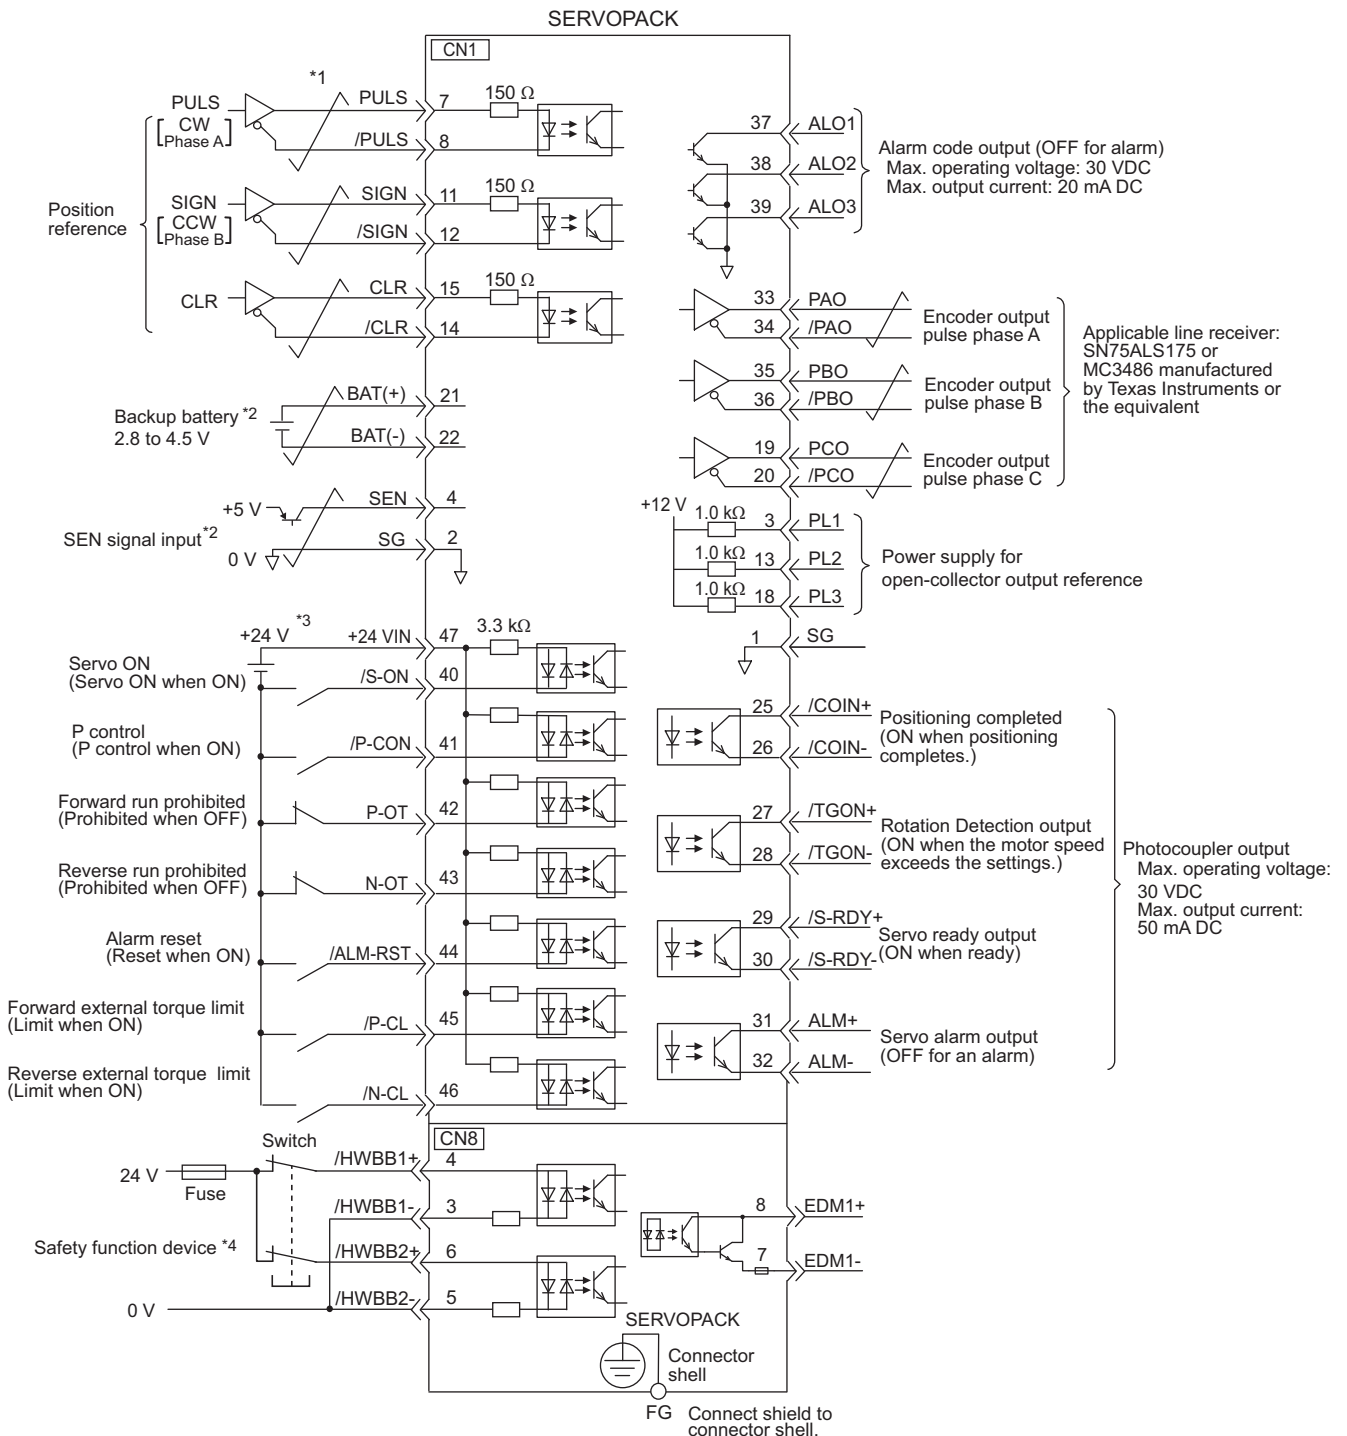 SERVOPACK
CN1
*1
PULS
CW
Phase A
PULS
7
150 Ω
/PULS
8
Position
reference
SIGN
CCW
Phase B
SIGN
11
150 Ω
/SIGN
12
CLR
CLR
15
150 Ω
/CLR
14
Backup battery *2
2.8 to 4.5 V
BAT(+)
21
BAT(-)
22
+5 V
SEN
4
SEN signal input*2
0 V
SG
2
+24 V
*3
+24 VIN
47
3.3 kΩ
Servo ON
(Servo ON when ON)
/S-ON
40
P control
(P control when ON)
/P-CON
41
Forward run prohibited
(Prohibited when OFF)
P-OT
42
Reverse run prohibited
(Prohibited when OFF)
N-OT
43
Alarm reset
(Reset when ON)
/ALM-RST
44
Forward external torque limit
(Limit when ON)
/P-CL
45
Reverse external torque limit
(Limit when ON)
/N-CL
46
37
ALO1
38
ALO2
39
ALO3
Alarm code output (OFF for alarm)
Max. operating voltage: 30 VDC
Max. output current: 20 mA DC
33
PAO
34
/PAO
Encoder output
pulse phase A
35
PBO
36
/PBO
Encoder output
pulse phase B
19
PCO
20
/PCO
Encoder output
pulse phase C
Applicable line receiver:
SN75ALS175 or
MC3486 manufactured
by Texas Instruments or
the equivalent
+12 V
1.0 kΩ
3
PL1
1.0 kΩ
13
PL2
1.0 kΩ
18
PL3
Power supply for
open-collector output reference
1
SG
25
/COIN+
26
/COIN-
Positioning completed
(ON when positioning
completes.)
27
/TGON+
28
/TGON-
Rotation Detection output
(ON when the motor speed
exceeds the settings.)
29
/S-RDY+
30
/S-RDY-
Servo ready output
(ON when ready)
31
ALM+
32
ALM-
Servo alarm output
(OFF for an alarm)
Photocoupler output
Max. operating voltage:
30 VDC
Max. output current:
50 mA DC
CN8
Switch
24 V
Fuse
/HWBB1+
4
/HWBB1-
3
Safety function device *4
/HWBB2+
6
/HWBB2-
5
0 V
8
EDM1+
7
EDM1-
SERVOPACK
Connector
shell
FG
Connect shield to
connector shell.